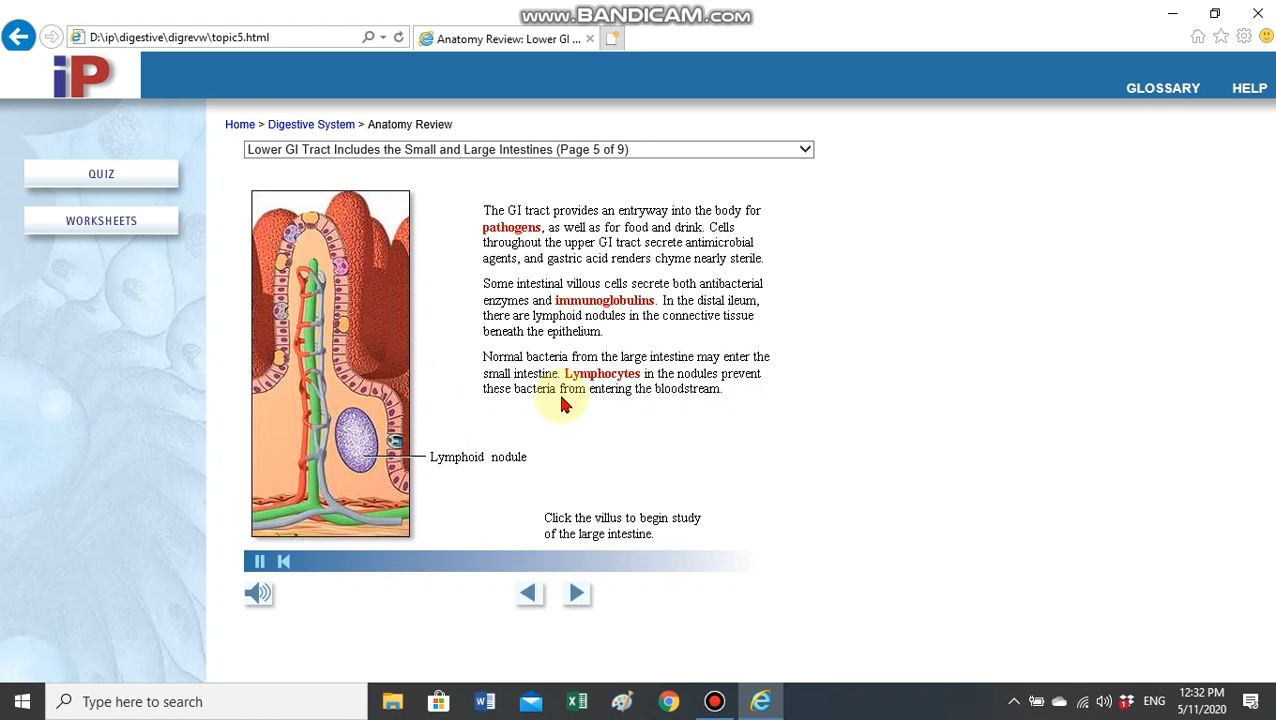 www.BANDICAM.com
D:\ip\digestive\digrevw\topic5.html
Anatomy Review: Lower GI ...
iP
GLOSSARY HELP
Home > Digestive System > Anatomy Review
Lower GI Tract Includes the Small and Large Intestines (Page 5 of 9)
QUIZ
WORKSHEETS
The GI tract provides an entryway into the body for
pathogens, as well as for food and drink. Cells
throughout the upper GI tract secrete antimicrobial
agents, and gastric acid renders chyme nearly sterile.
Some intestinal villous cells secrete both antibacterial
enzymes and immunoglobulins. In the distal ileum,
there are lymphoid nodules in the connective tissue
beneath the epithelium.
Normal bacteria from the large intestine may enter the
small intestine. Lymphocytes in the nodules prevent
these bacteria from entering the bloodstream.
Lymphoid nodule
Click the villus to begin study
of the large intestine.
Type here to search
ENG
12:32 PM
5/11/2020